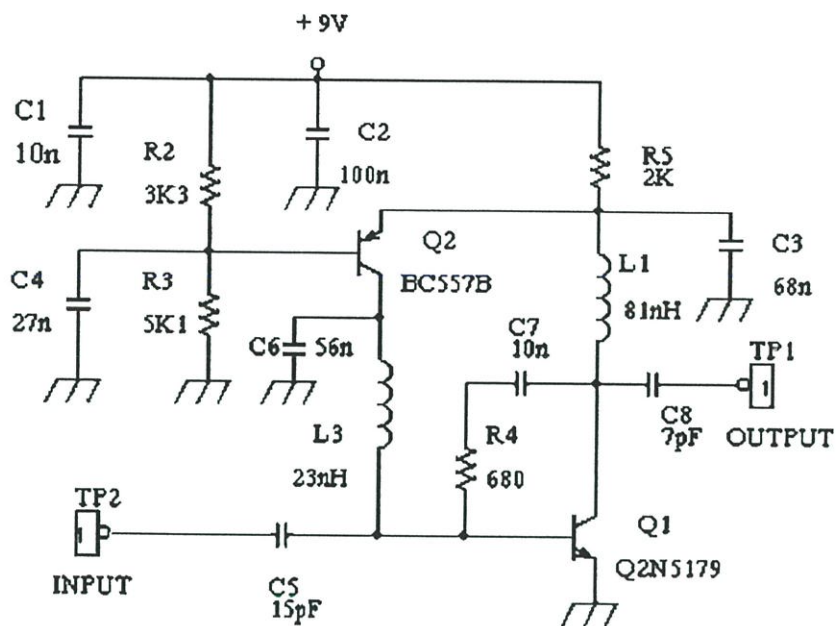 + 9V
C1
10n
R2
3K3
C2
100n
R5
2K
Q2
BC557B
C3
68n
C4
27n
R3
5K1
L1
81nH
C6
56n
C7
10n
TP1
1
C8
7pF
OUTPUT
L3
23nH
R4
680
TP2
1
INPUT
C5
15pF
Q1
Q2N5179